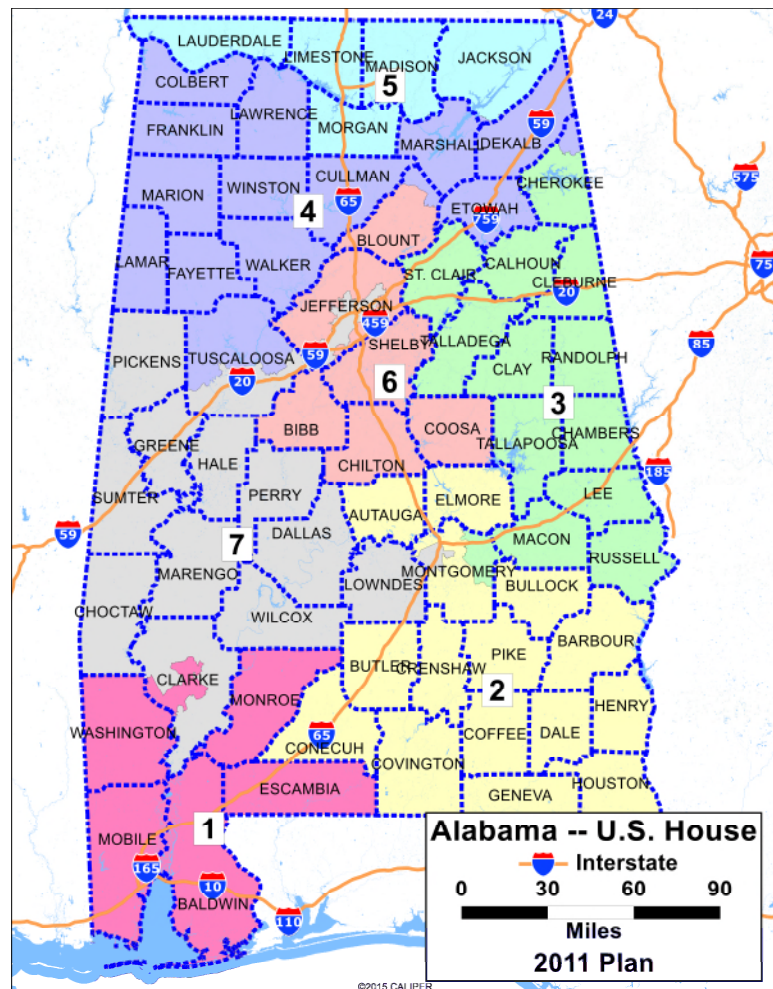 24
LAUDERDALE
LIMESTONE
MADISON
JACKSON
COLBERT
5
LAWRENCE
FRANKLIN
MORGAN
59
MARSHAL
DEKALB
CULLMAN
CHEROKEE
575
MARION
WINSTON
65
4
ETOWAH
759
BLOUNT
LAMAR
FAYETTE
WALKER
ST. CLAIR
CALHOUN
CLEBURNE
75
20
JEFFERSON
459
SHELBY
TALLADEGA
85
PICKENS
TUSCALOOSA
59
RANDOLPH
CLAY
20
6
3
GREENE
BIBB
COOSA
CHAMBERS
TALLAPOOSA
HALE
CHILTON
185
SUMTER
PERRY
LEE
ELMORE
AUTAUGA
59
DALLAS
MACON
7
RUSSELL
MARENGO
LOWNDES
MONTGOMERY
BULLOCK
CHOCTAW
WILCOX
BARBOUR
PIKE
BUTLER
CRENSHAW
CLARKE
2
MONROE
HENRY
WASHINGTON
65
COFFEE
DALE
CONECUH
COVINGTON
HOUSTON
ESCAMBIA
GENEVA
1
MOBILE
165
10
BALDWIN
110
Alabama -- U.S. House
Interstate
0 30 60 90
Miles
2011 Plan
©2015 CALIPER